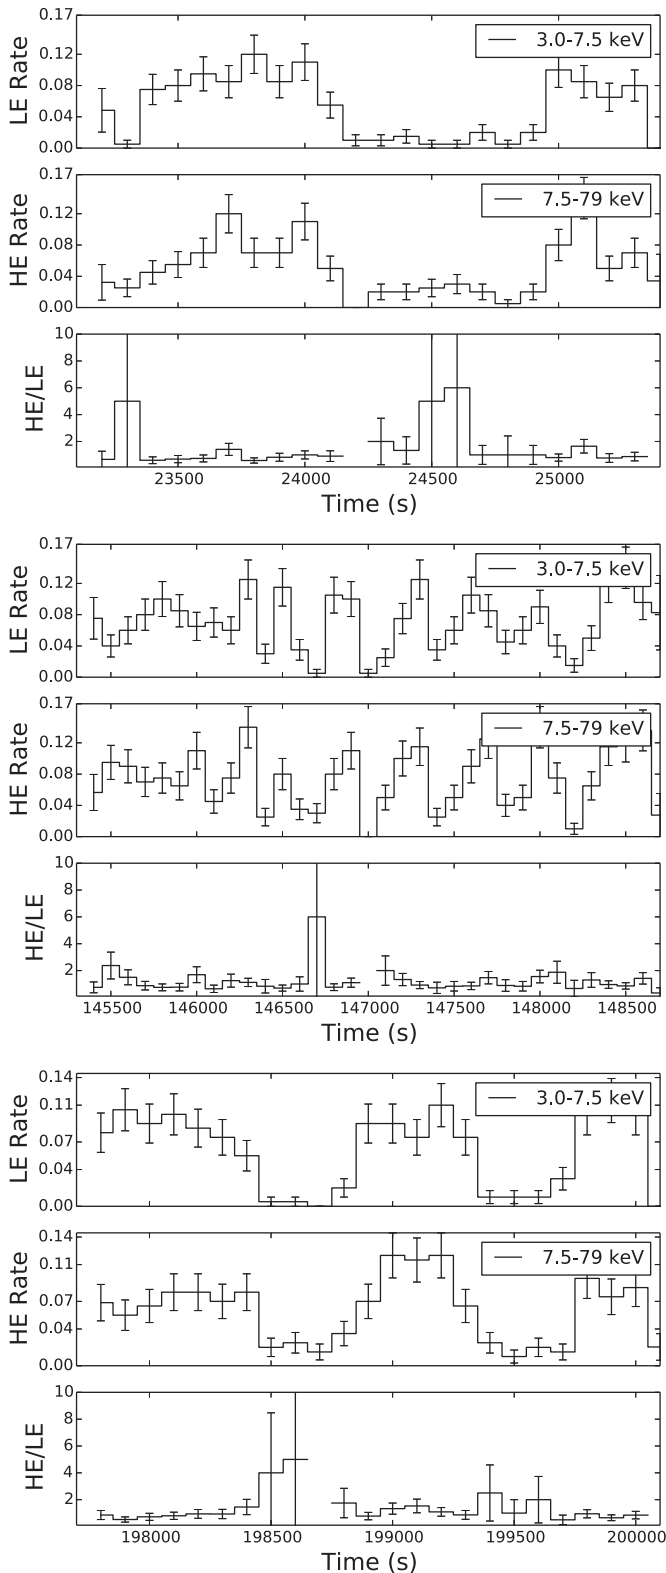 0.17
0.12
0.08
0.04
0.00
LE Rate
3.0-7.5 keV
0.17
0.12
0.08
0.04
0.00
HE Rate
7.5-79 keV
10
8
6
4
2
HE/LE
23500 24000 24500 25000
Time (s)
0.17
0.12
0.08
0.04
0.00
LE Rate
3.0-7.5 keV
0.17
0.12
0.08
0.04
0.00
HE Rate
7.5-79 keV
10
8
6
4
2
HE/LE
145500 146000 146500 147000 147500 148000 148500
Time (s)
0.14
0.11
0.07
0.04
0.00
LE Rate
3.0-7.5 keV
0.14
0.11
0.07
0.04
0.00
HE Rate
7.5-79 keV
10
8
6
4
2
HE/LE
198000 198500 199000 199500 200000
Time (s)